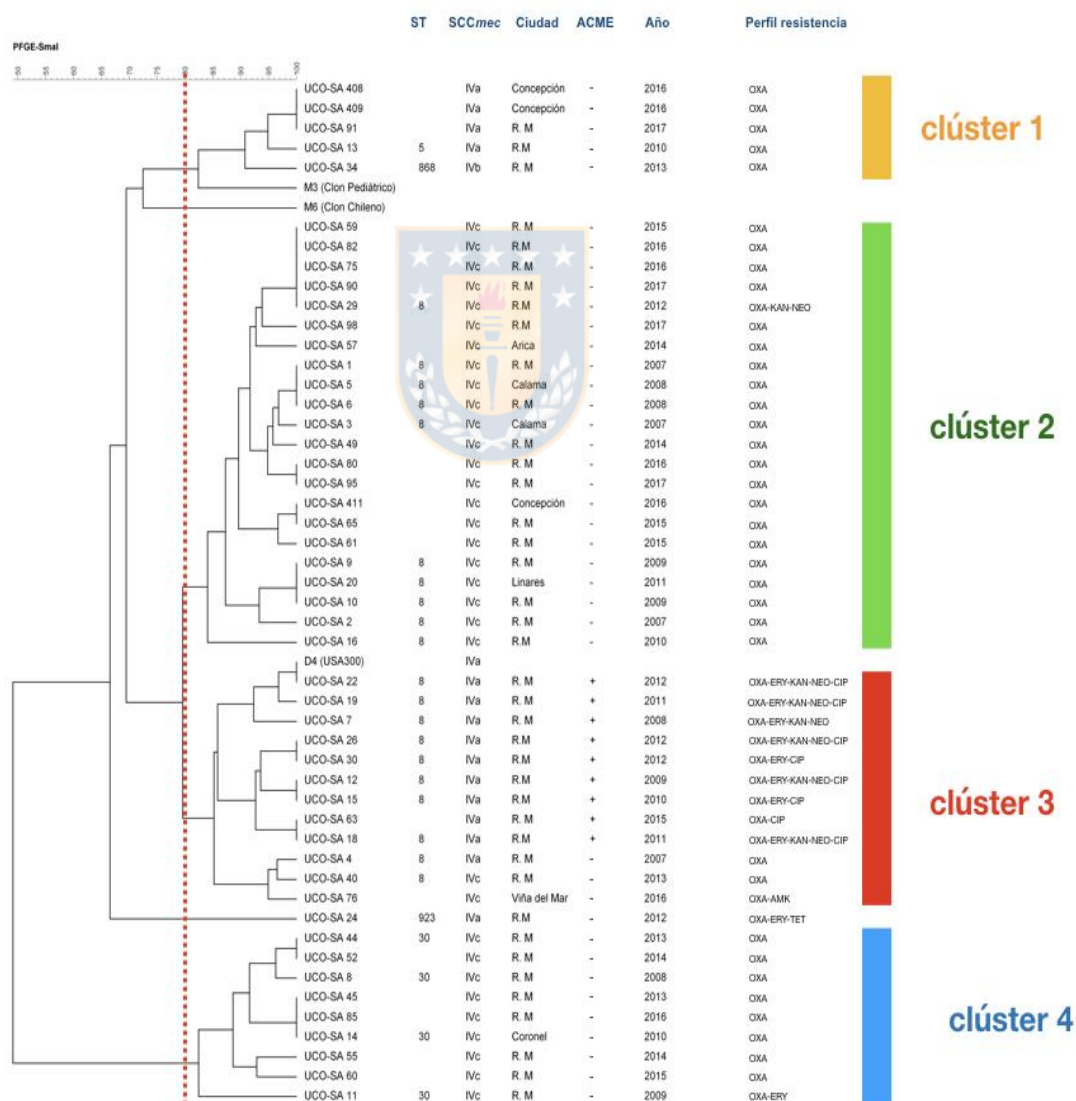 ST SCCmec Ciudad ACME Año Perfil resistencia
PFGE-SmaI
50 55 60 65 70 75 80 85 90 95 100
UCO-SA 408 IVa Concepción - 2016 OXA
UCO-SA 409 IVa Concepción - 2016 OXA
UCO-SA 91 IVa R. M - 2017 OXA
clúster 1
UCO-SA 13 5 IVa R.M - 2010 OXA
UCO-SA 34 868 IVb R. M - 2013 OXA
M3 (Clon Pediátrico)
M6 (Clon Chileno)
UCO-SA 59 IVc R. M - 2015 OXA
UCO-SA 82 IVc R.M - 2016 OXA
UCO-SA 75 IVc R. M - 2016 OXA
UCO-SA 90 IVc R. M - 2017 OXA
UCO-SA 29 8 IVc R.M - 2012 OXA-KAN-NEO
UCO-SA 98 IVc R.M - 2017 OXA
UCO-SA 57 IVc Arica - 2014 OXA
UCO-SA 1 8 IVc R. M - 2007 OXA
UCO-SA 5 8 IVc Calama - 2008 OXA
UCO-SA 6 8 IVc R. M - 2008 OXA
UCO-SA 3 8 IVc Calama - 2007 OXA
clúster 2
UCO-SA 49 IVc R. M - 2014 OXA
UCO-SA 80 IVc R. M - 2016 OXA
UCO-SA 95 IVc R. M - 2017 OXA
UCO-SA 411 IVc Concepción - 2016 OXA
UCO-SA 65 IVc R. M - 2015 OXA
UCO-SA 61 IVc R. M - 2015 OXA
UCO-SA 9 8 IVc R. M - 2009 OXA
UCO-SA 20 8 IVc Linares - 2011 OXA
UCO-SA 10 8 IVc R. M - 2009 OXA
UCO-SA 2 8 IVc R. M - 2007 OXA
UCO-SA 16 8 IVc R.M - 2010 OXA
D4 (USA300) IVa
UCO-SA 22 8 IVa R. M + 2012 OXA-ERY-KAN-NEO-CIP
UCO-SA 19 8 IVa R. M + 2011 OXA-ERY-KAN-NEO-CIP
UCO-SA 7 8 IVa R. M + 2008 OXA-ERY-KAN-NEO
UCO-SA 26 8 IVa R.M + 2012 OXA-ERY-KAN-NEO-CIP
UCO-SA 30 8 IVa R.M + 2012 OXA-ERY-CIP
UCO-SA 12 8 IVa R.M + 2009 OXA-ERY-KAN-NEO-CIP
UCO-SA 15 8 IVa R.M + 2010 OXA-ERY-CIP
clúster 3
UCO-SA 63 IVa R. M + 2015 OXA-CIP
UCO-SA 18 8 IVa R.M + 2011 OXA-ERY-KAN-NEO-CIP
UCO-SA 4 8 IVc R. M - 2007 OXA
UCO-SA 40 8 IVc R. M - 2013 OXA
UCO-SA 76 IVc Viña del Mar - 2016 OXA-AMK
UCO-SA 24 923 IVa R.M - 2012 OXA-ERY-TET
UCO-SA 44 30 IVc R. M - 2013 OXA
UCO-SA 52 IVc R. M - 2014 OXA
UCO-SA 8 30 IVc R. M - 2008 OXA
UCO-SA 45 IVc R. M - 2013 OXA
UCO-SA 85 IVc R. M - 2016 OXA
clúster 4
UCO-SA 14 30 IVc Coronel - 2010 OXA
UCO-SA 55 IVc R. M - 2014 OXA
UCO-SA 60 IVc R. M - 2015 OXA
UCO-SA 11 30 IVc R. M - 2009 OXA-ERY